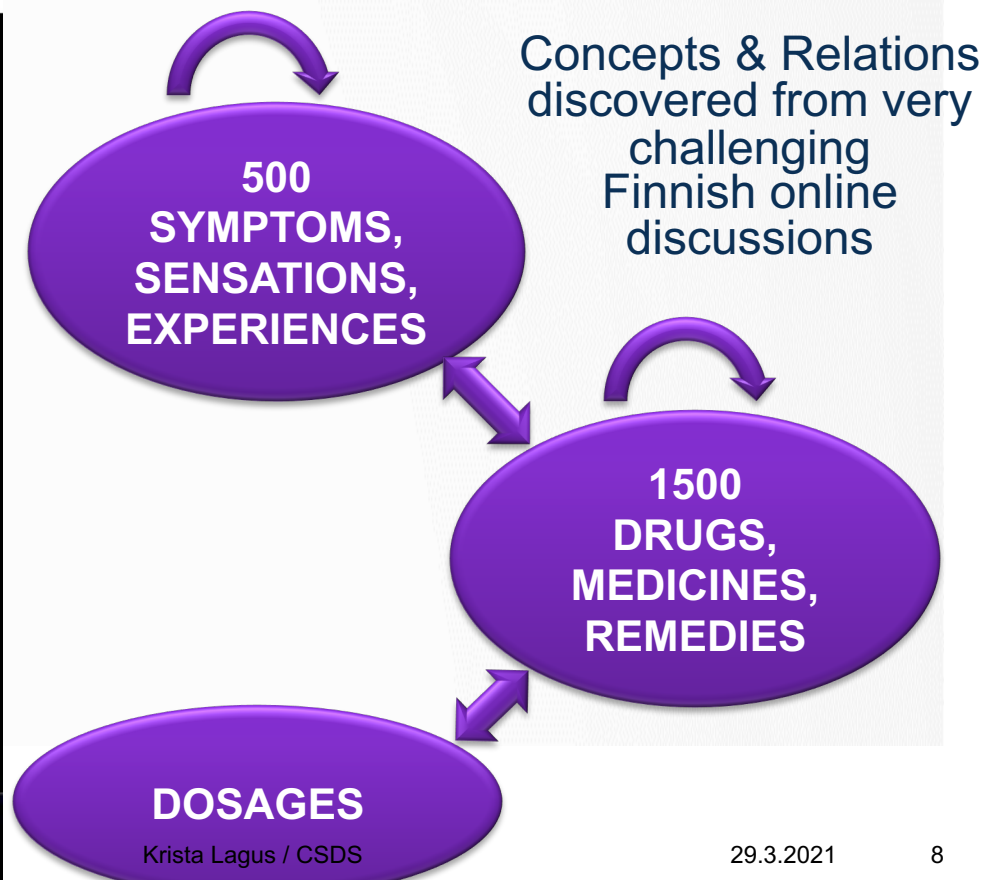 Concepts & Relations
discovered from very
challenging
Finnish online
discussions
500
SYMPTOMS,
SENSATIONS,
EXPERIENCES
1500
DRUGS,
MEDICINES,
REMEDIES
DOSAGES
Krista Lagus / CSDS
29.3.2021
8